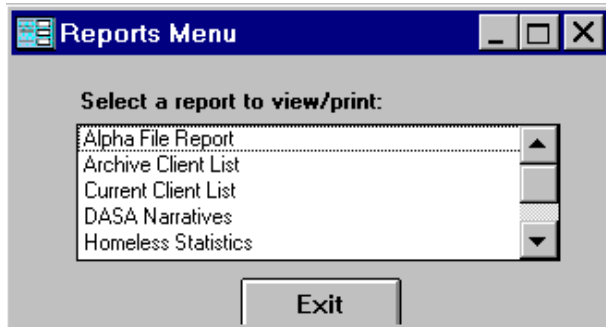 Reports Menu
Select a report to view/print:
Alpha File Report
Archive Client List
Current Client List
DASA Narratives
Homeless Statistics
Exit